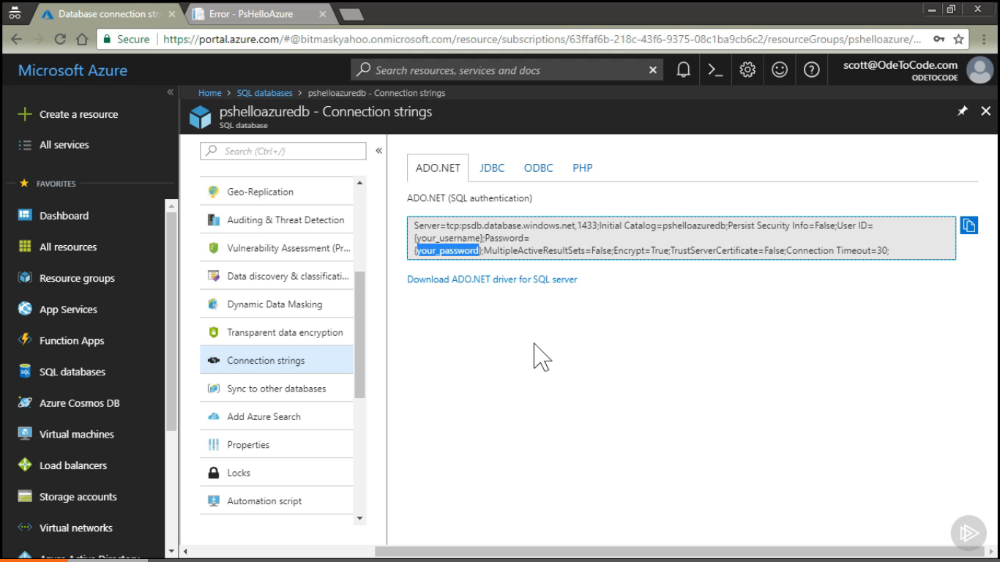 Database connection stri
Error - PsHelloAzure
Secure
https://portal.azure.com/#@bitmaskyahoo.onmicrosoft.com/resource/subscriptions/63ffaf6b-218c-43f6-9375-08c1ba9cb6c2/resourceGroups/pshelloazure/...
Microsoft Azure
Search resources, services and docs
scott@OdeToCode.com
ODETOCODE
Create a resource
All services
FAVORITES
Dashboard
All resources
Resource groups
App Services
Function Apps
SQL databases
Azure Cosmos DB
Virtual machines
Load balancers
Storage accounts
Virtual networks
Azure Active Directory
Home > SQL databases > pshelloazuredb - Connection strings
pshelloazuredb - Connection strings
SQL database
Search (Ctrl+/)
Geo-Replication
Auditing & Threat Detection
Vulnerability Assessment (Pr...
Data discovery & classificati...
Dynamic Data Masking
Transparent data encryption
Connection strings
Sync to other databases
Add Azure Search
Properties
Locks
Automation script
ADO.NET JDBC ODBC PHP
ADO.NET (SQL authentication)
Server=tcp:psdb.database.windows.net,1433;Initial Catalog=pshelloazuredb;Persist Security Info=False;User ID=
{your_username};Password=
{your_password};MultipleActiveResultSets=False;Encrypt=True;TrustServerCertificate=False;Connection Timeout=30;
Download ADO.NET driver for SQL server